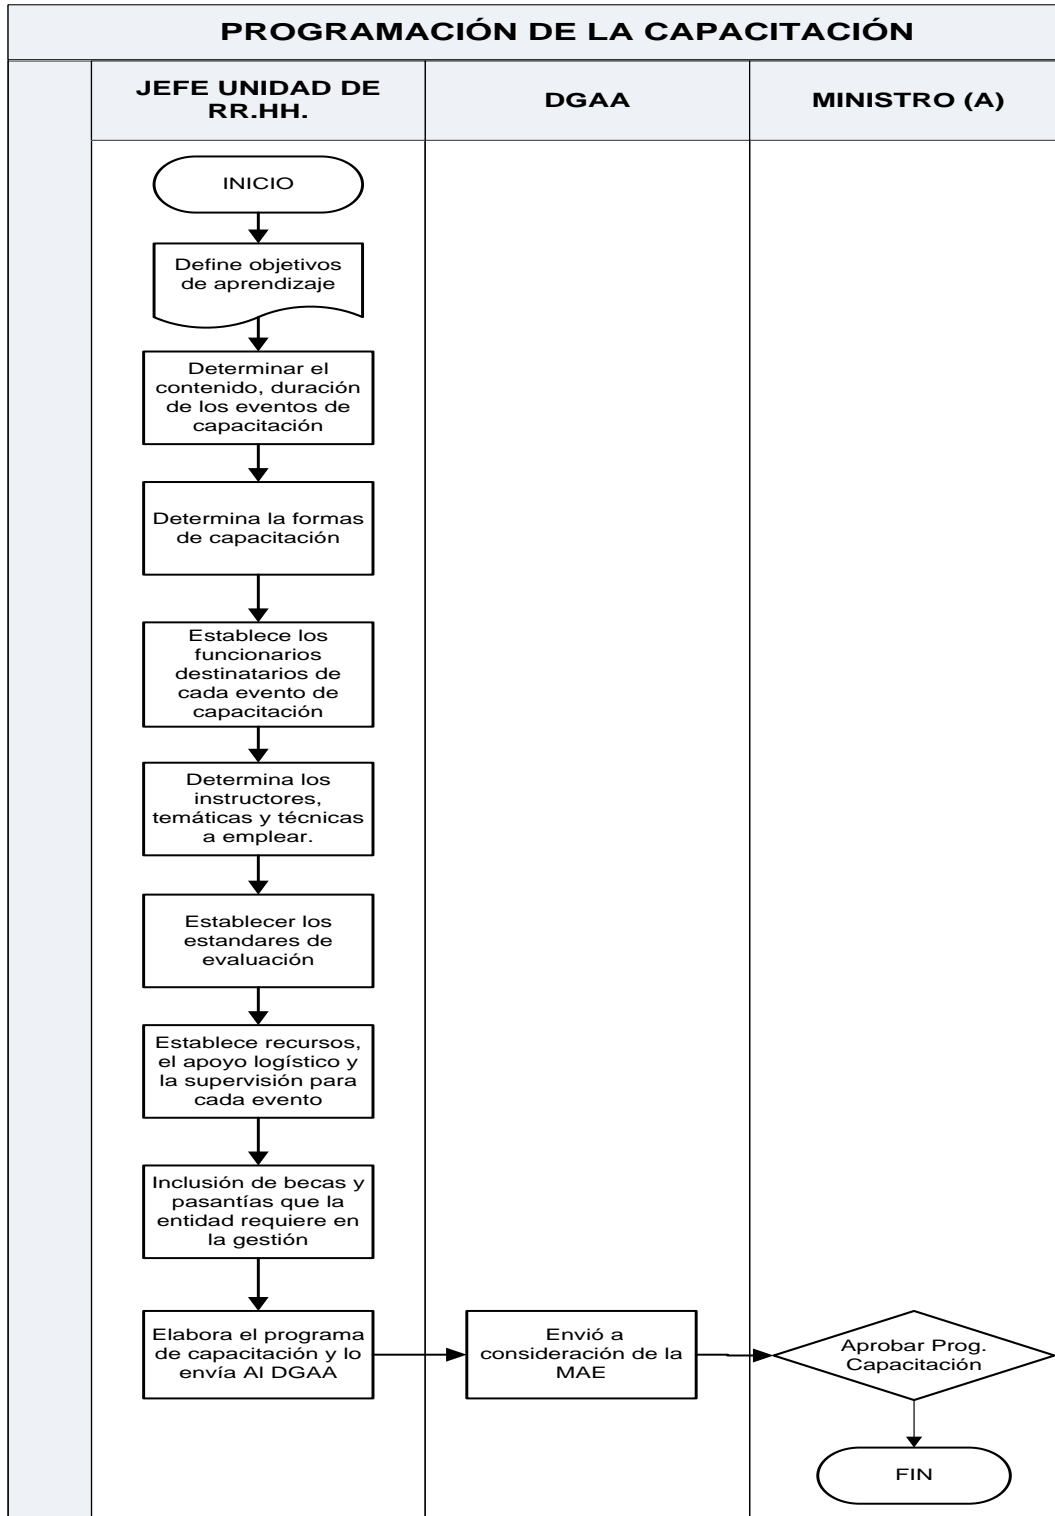 PROGRAMACIÓN DE LA CAPACITACIÓN
JEFE UNIDAD DE
RR.HH.
DGAA
MINISTRO (A)
INICIO
Define objetivos
de aprendizaje
Determinar el
contenido, duración
de los eventos de
capacitación
Determina la formas
de capacitación
Establece los
funcionarios
destinatarios de
cada evento de
capacitación
Determina los
instructores,
temáticas y técnicas
a emplear.
Establecer los
estandares de
evaluación
Establece recursos,
el apoyo logístico y
la supervisión para
cada evento
Inclusión de becas y
pasantías que la
entidad requiere en
la gestión
Elabora el programa
de capacitación y lo
envía Al DGAA
Envió a
consideración de la
MAE
Aprobar Prog.
Capacitación
FIN